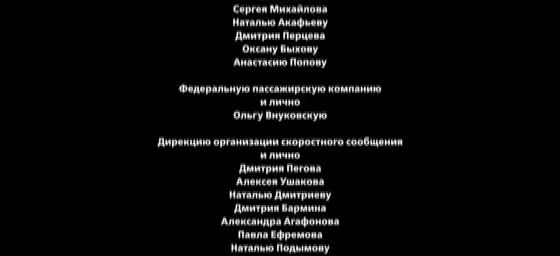 Сергея Михайлова
Наталью Акафьеву
Дмитрия Перцева
Оксану Быхову
Анастасию Попову
Федеральную пассажирскую компанию
и лично
Ольгу Внуковскую
Дирекцию организации скоростного сообщения
и лично
Дмитрия Пегова
Алексея Ушакова
Наталью Дмитриеву
Дмитрия Бармина
Александра Агафонова
Павла Ефремова
Наталью Подымову